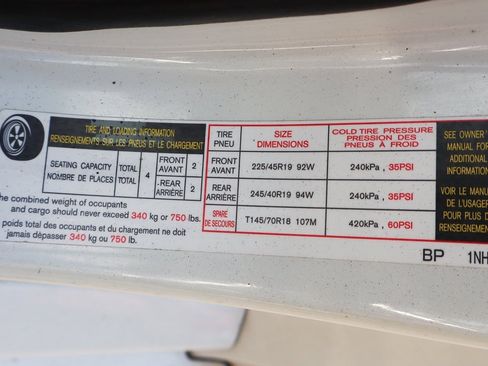 TIRE AND LOADING INFORMATION
RENSEIGNEMENTS SUR LES PNEUS ET LE CHARGEMENT
SEATING CAPACITY TOTAL 4 FRONT AVANT 2
NOMBRE DE PLACES TOTAL REAR ARRIÈRE 2
The combined weight of occupants
and cargo should never exceed 340 kg or 750 lbs.
poids total des occupants et du chargement ne doit
jamais dépasser 340 kg ou 750 lb.
TIRE PNEU SIZE DIMENSIONS COLD TIRE PRESSURE PRESSION DES PNEUS À FROID
FRONT AVANT 225/45R19 92W 240kPa , 35PSI
REAR ARRIÈRE 245/40R19 94W 240kPa , 35PSI
SPARE DE SECOURS T145/70R18 107M 420kPa , 60PSI
SEE OWNER'
MANUAL FOR
ADDITIONAL
INFORMATION
VOIR LE MANUEL
DE L'USAGER
POUR PLUS DE
RENSEIGNEMENTS
BP 1NH